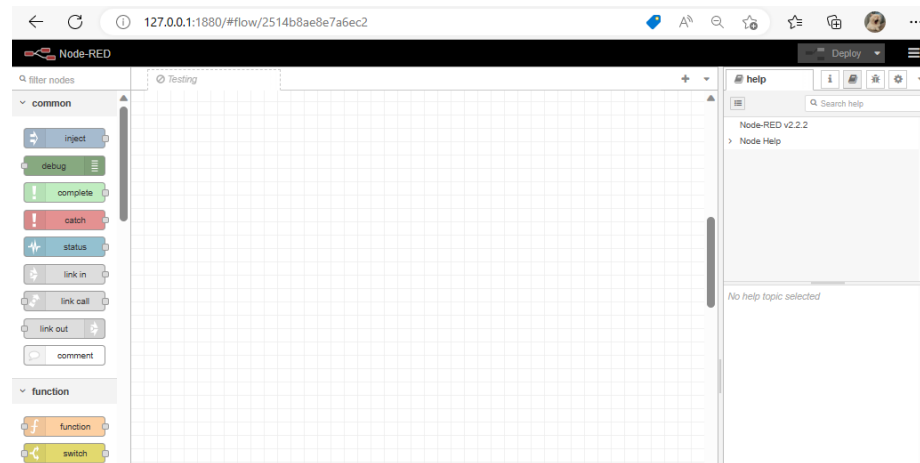 127.0.0.1:1880/#flow/2514b8ae8e7a6ec2
Node-RED
Deploy
filter nodes
Testing
help
common
Search help
inject
Node-RED v2.2.2
Node Help
debug
complete
catch
status
link in
link call
No help topic selected
link out
comment
function
function
switch